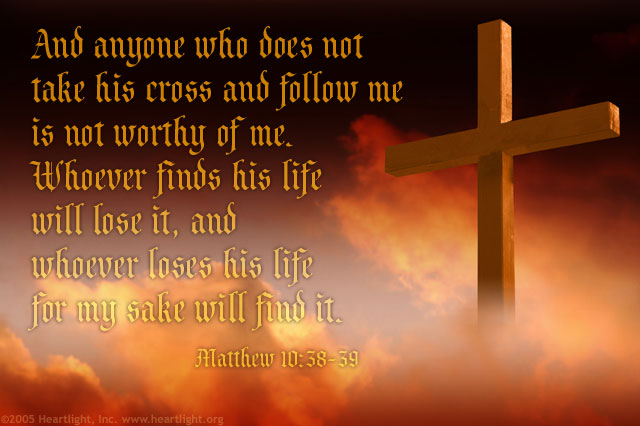 And anyone who does not
take his cross and follow me
is not worthy of me.
Whoever finds his life
will lose it, and
whoever loses his life
for my sake will find it.
Matthew 10:38-39
©2005 Heartlight, Inc. www.heartlight.org